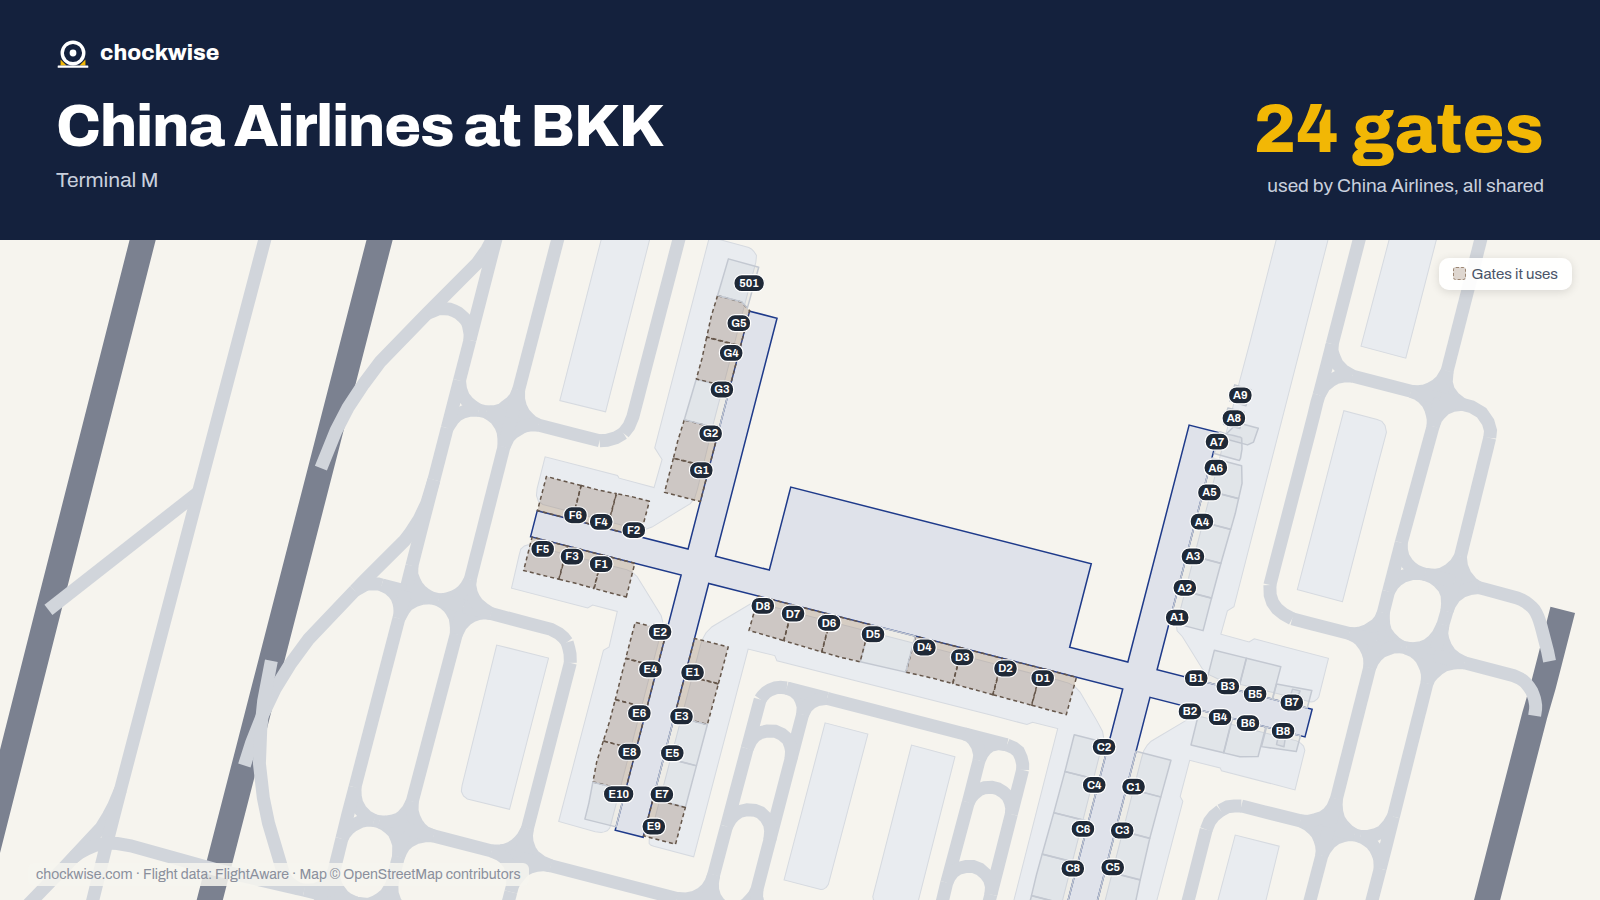 chockwise
China Airlines at BKK
Terminal M
24 gates
used by China Airlines, all shared
Gates it uses
501
G5
G4
G3
G2
G1
F6
F4
F2
F5
F3
F1
E2
E4
E1
E6
E3
E8
E5
E10
E7
E9
D8
D7
D6
D5
D4
D3
D2
D1
A9
A8
A7
A6
A5
A4
A3
A2
A1
B1
B3
B5
B7
B2
B4
B6
B8
C2
C4
C1
C6
C3
C8
C5
chockwise.com · Flight data: FlightAware · Map © OpenStreetMap contributors